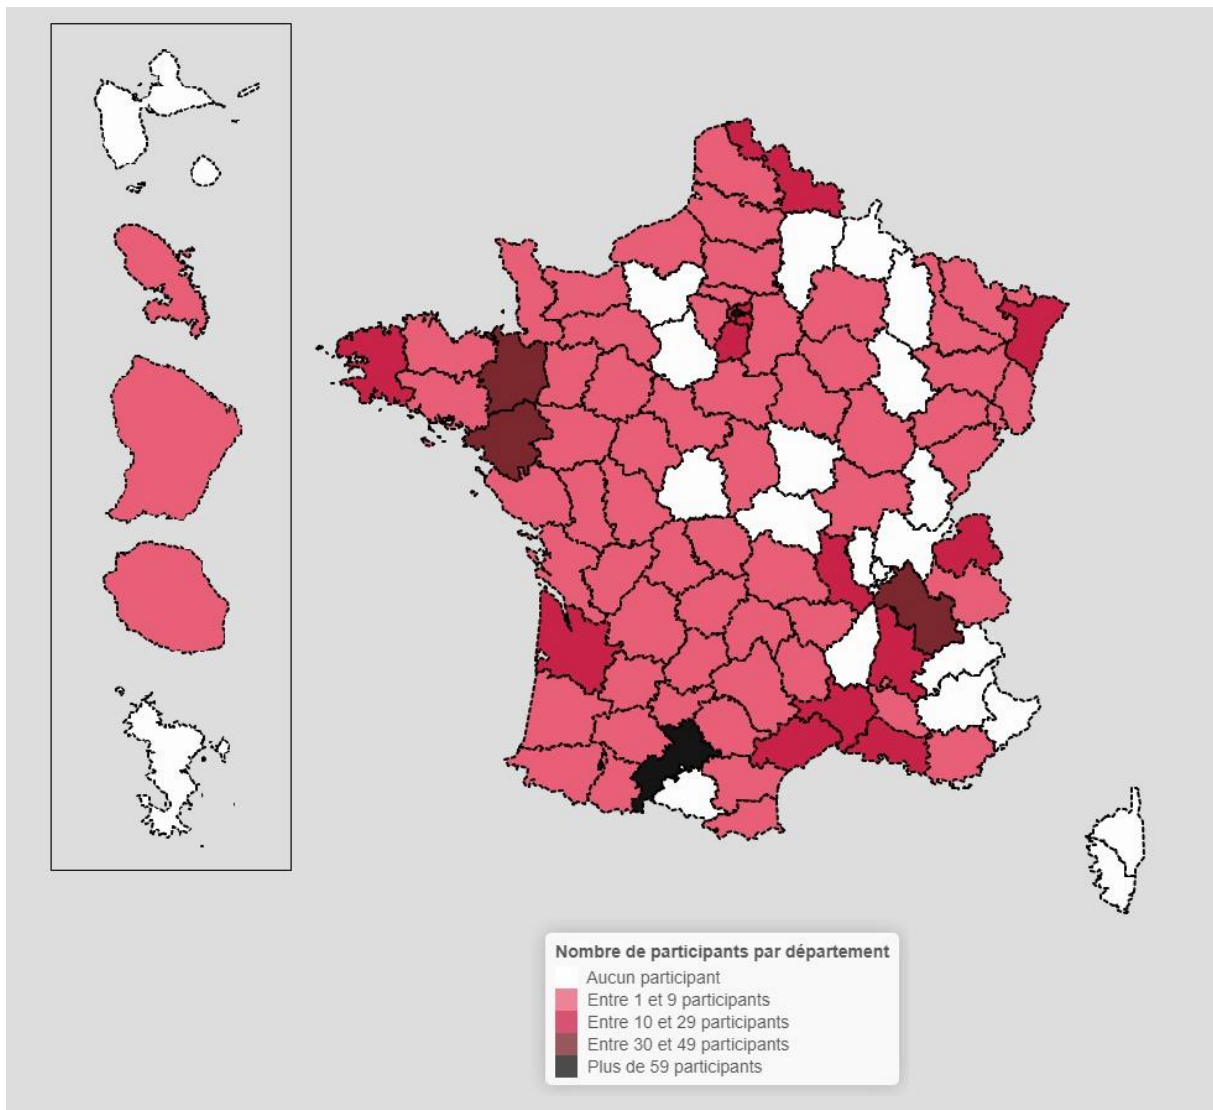 Nombre de participants par département
Aucun participant
Entre 1 et 9 participants
Entre 10 et 29 participants
Entre 30 et 49 participants
Plus de 59 participants